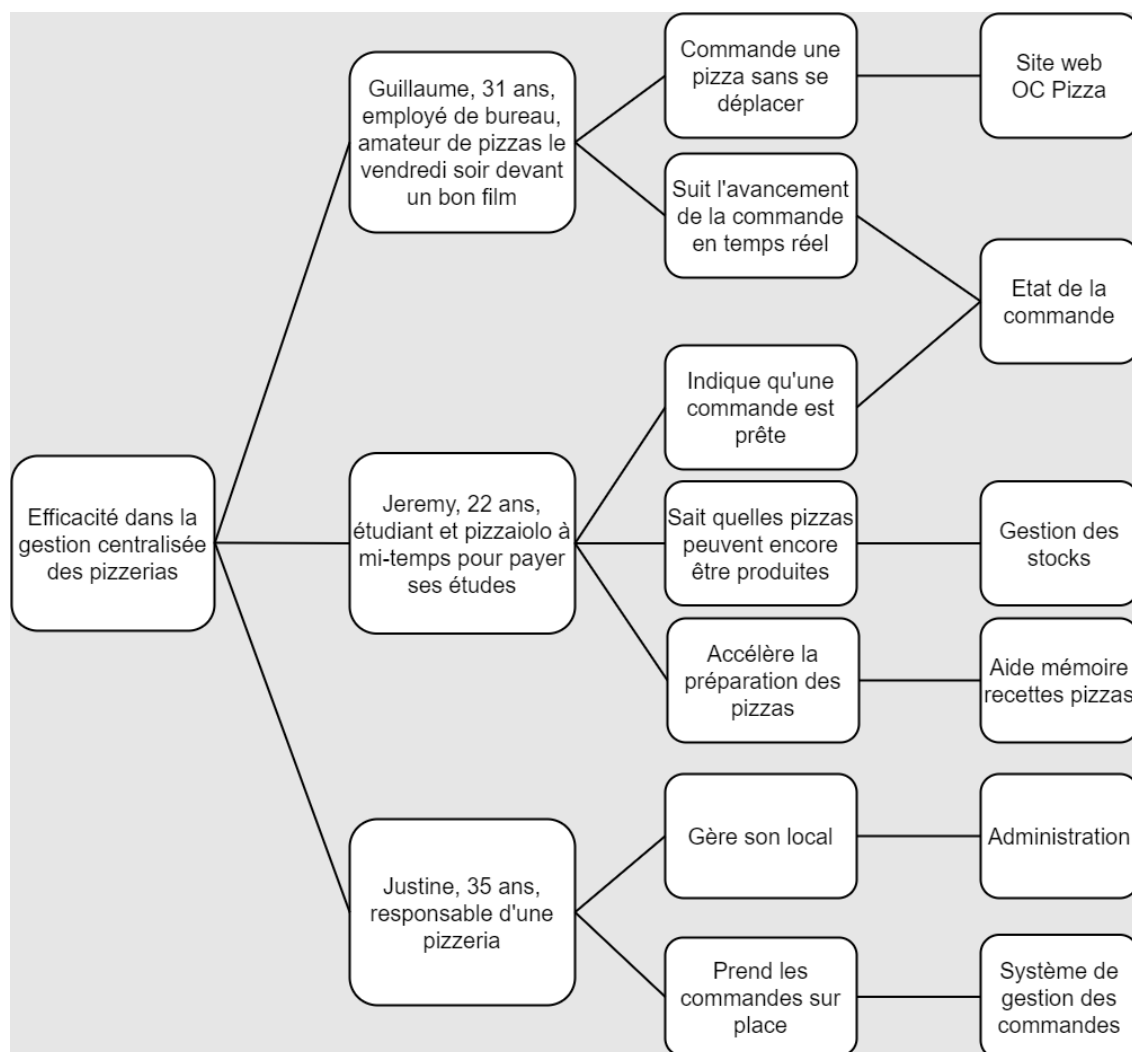 Commande une
pizza sans se
déplacer
Site web
OC Pizza
Guillaume, 31 ans,
employé de bureau,
amateur de pizzas le
vendredi soir devant
un bon film
Suit l'avancement
de la commande
en temps réel
Etat de la
commande
Indique qu'une
commande est
prête
Efficacité dans la
gestion centralisée
des pizzerias
Jeremy, 22 ans,
étudiant et pizzaiolo à
mi-temps pour payer
ses études
Sait quelles pizzas
peuvent encore
être produites
Gestion des
stocks
Accélère la
préparation des
pizzas
Aide mémoire
recettes pizzas
Justine, 35 ans,
responsable d'une
pizzeria
Gère son local
Administration
Prend les
commandes sur
place
Système de
gestion des
commandes